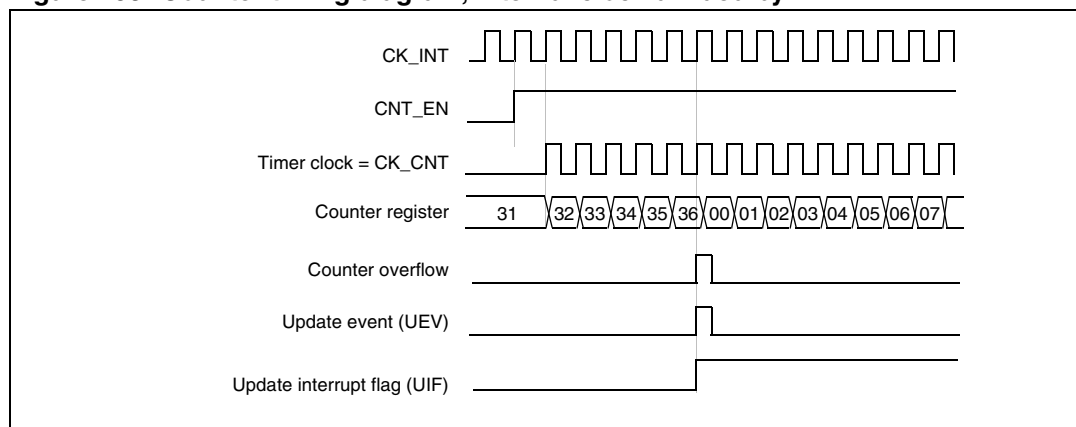 CK_INT
CNT_EN
Timer clock = CK_CNT
Counter register 31 32 33 34 35 36 00 01 02 03 04 05 06 07
Counter overflow
Update event (UEV)
Update interrupt flag (UIF)